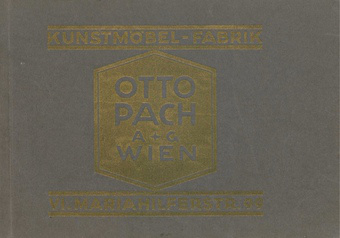 KUNSTMÖBEL-FABRIK
OTTO
PACH
A+G
WIEN
MARIAHILFERSTR.